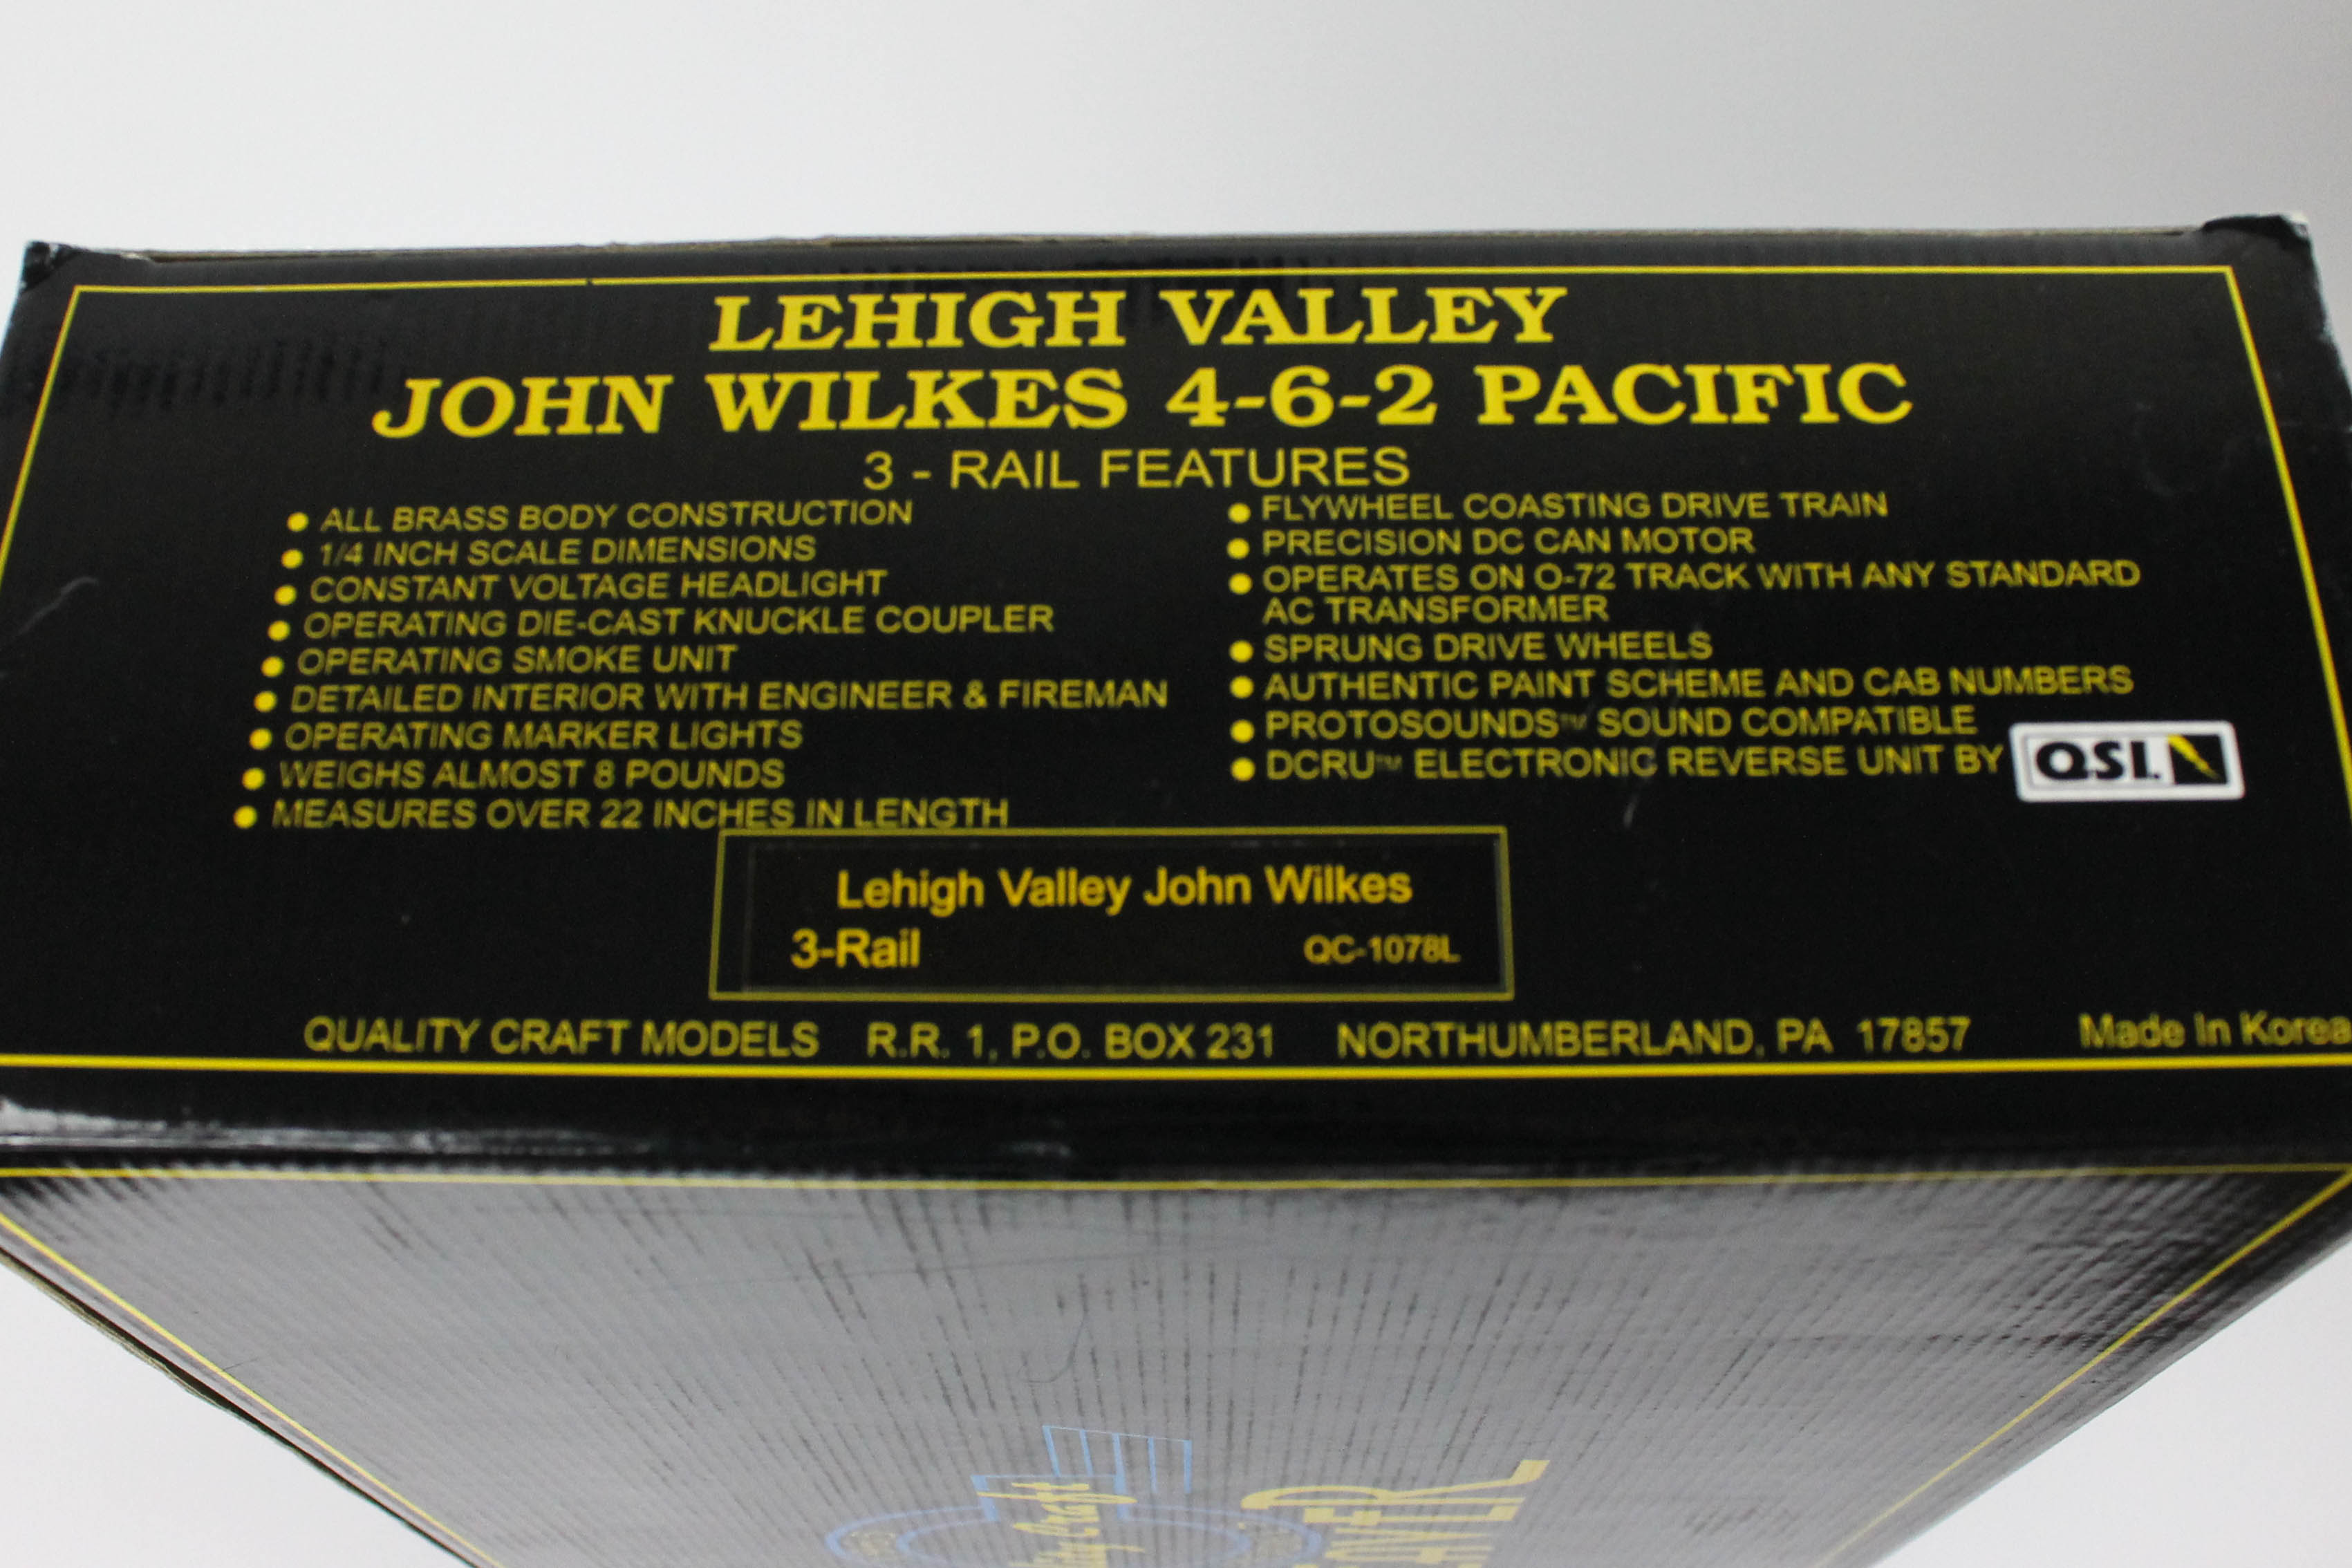 LEHIGH VALLEY
JOHN WILKES 4-6-2 PACIFIC
3 - RAIL FEATURES
● ALL BRASS BODY CONSTRUCTION
● 1/4 INCH SCALE DIMENSIONS
● CONSTANT VOLTAGE HEADLIGHT
● OPERATING DIE-CAST KNUCKLE COUPLER
● OPERATING SMOKE UNIT
● DETAILED INTERIOR WITH ENGINEER & FIREMAN
● OPERATING MARKER LIGHTS
● WEIGHS ALMOST 8 POUNDS
● MEASURES OVER 22 INCHES IN LENGTH
● FLYWHEEL COASTING DRIVE TRAIN
● PRECISION DC CAN MOTOR
● OPERATES ON O-72 TRACK WITH ANY STANDARD
AC TRANSFORMER
● SPRUNG DRIVE WHEELS
● AUTHENTIC PAINT SCHEME AND CAB NUMBERS
● PROTOSOUNDS™ SOUND COMPATIBLE
● DCRU™ ELECTRONIC REVERSE UNIT BY QSI
Lehigh Valley John Wilkes
3-Rail QC-1078L
QUALITY CRAFT MODELS R.R. 1, P.O. BOX 231 NORTHUMBERLAND, PA 17857 Made In Korea
Craft